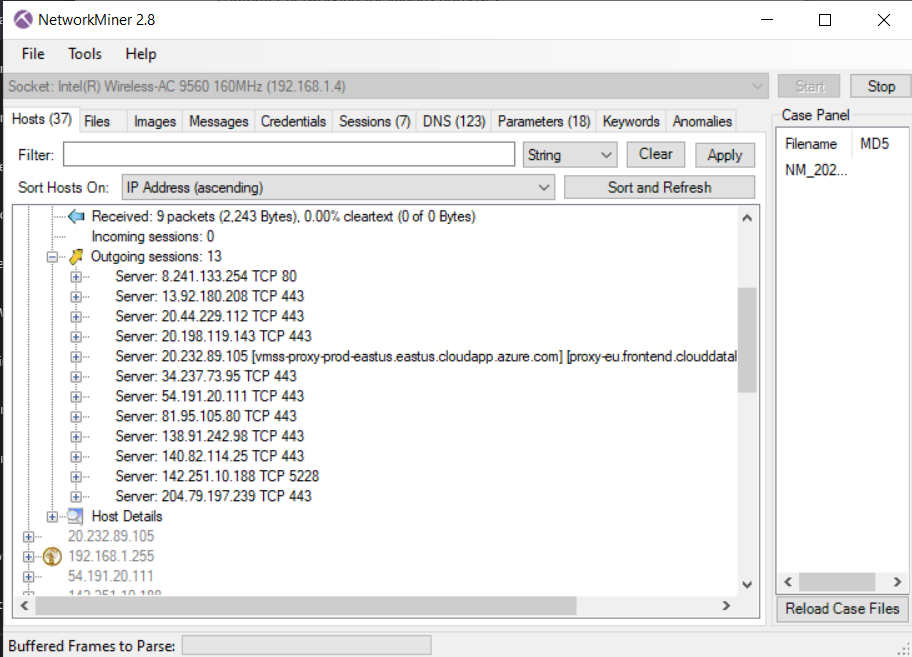 NetworkMiner 2.8
File Tools Help
Socket: Intel(R) Wireless-AC 9560 160MHz (192.168.1.4)
Start Stop
Hosts (37) Files Images Messages Credentials Sessions (7) DNS (123) Parameters (18) Keywords Anomalies
Case Panel
Filter: String Clear Apply
Filename MD5
NM_202...
Sort Hosts On: IP Address (ascending) Sort and Refresh
Received: 9 packets (2,243 Bytes), 0.00% cleartext (0 of 0 Bytes)
Incoming sessions: 0
Outgoing sessions: 13
Server: 8.241.133.254 TCP 80
Server: 13.92.180.208 TCP 443
Server: 20.44.229.112 TCP 443
Server: 20.198.119.143 TCP 443
Server: 20.232.89.105 [vmss-proxy-prod-eastus.eastus.cloudapp.azure.com] [proxy-eu.frontend.clouddatal
Server: 34.237.73.95 TCP 443
Server: 54.191.20.111 TCP 443
Server: 81.95.105.80 TCP 443
Server: 138.91.242.98 TCP 443
Server: 140.82.114.25 TCP 443
Server: 142.251.10.188 TCP 5228
Server: 204.79.197.239 TCP 443
Host Details
20.232.89.105
192.168.1.255
54.191.20.111
142.251.10.188
Reload Case Files
Buffered Frames to Parse: